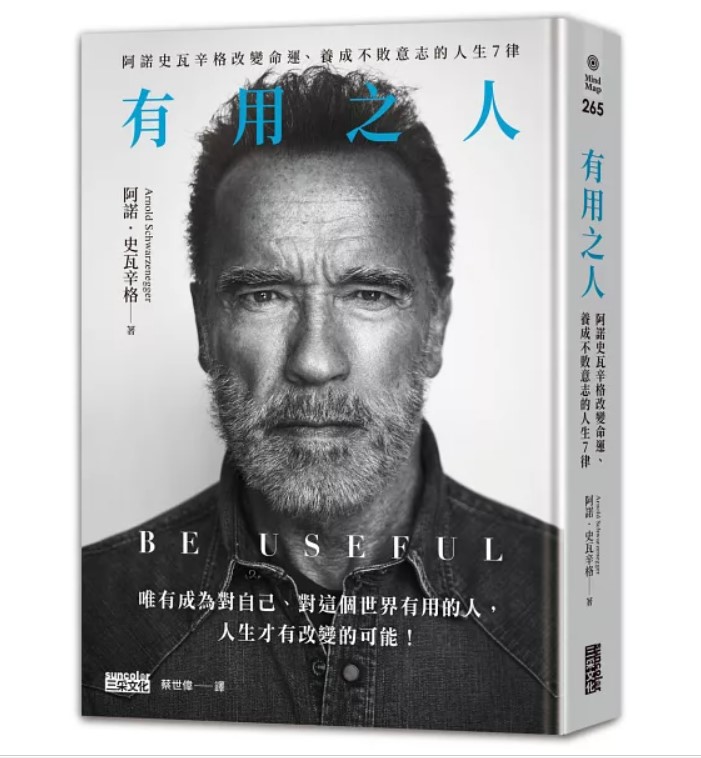 阿諾史瓦辛格改變命運、養成不敗意志的人生7律
有用之人
Arnold Schwarzenegger
阿諾．史瓦辛格——著
BE USEFUL
唯有成為對自己、對這個世界有用的人，
人生才有改變的可能！
suncolor
三采文化
蔡世偉——譯
Mind
Map
265
有用之人
阿諾史瓦辛格改變命運、
養成不敗意志的人生7律
Arnold Schwarzenegger
阿諾．史瓦辛格——著
suncolor
三采文化